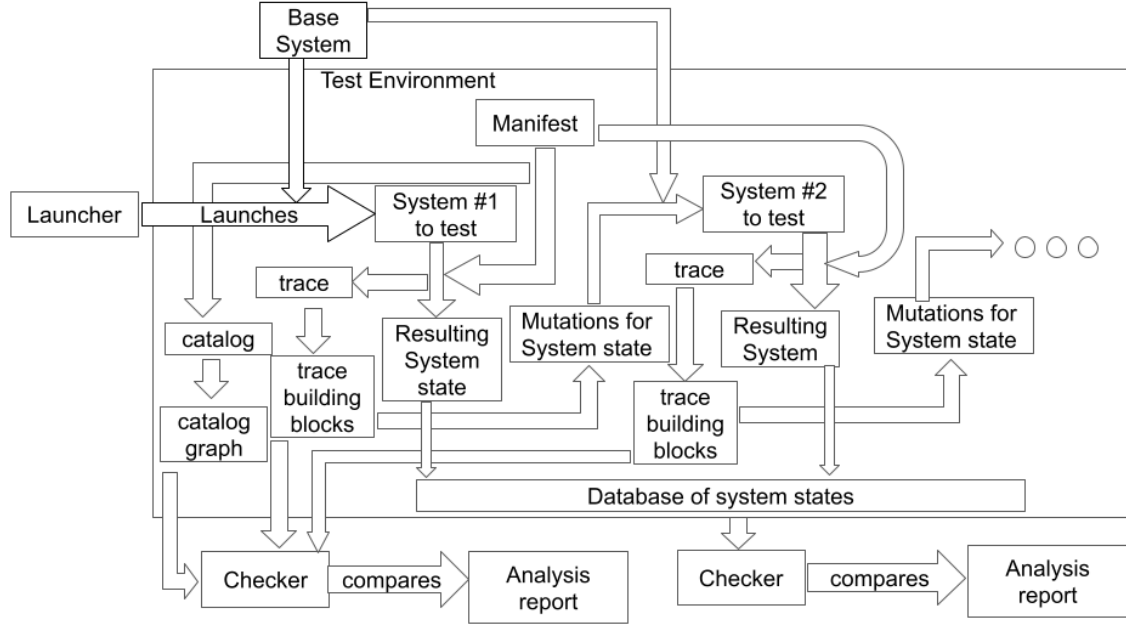 Base
System
Test Environment
Manifest
Launcher
Launches
System #1
to test
System #2
to test
trace
trace
catalog
Resulting
System
state
Mutations for
System state
Resulting
System
Mutations for
System state
trace
building
blocks
trace
building
blocks
catalog
graph
Database of system states
Checker
compares
Analysis
report
Checker
compares
Analysis
report